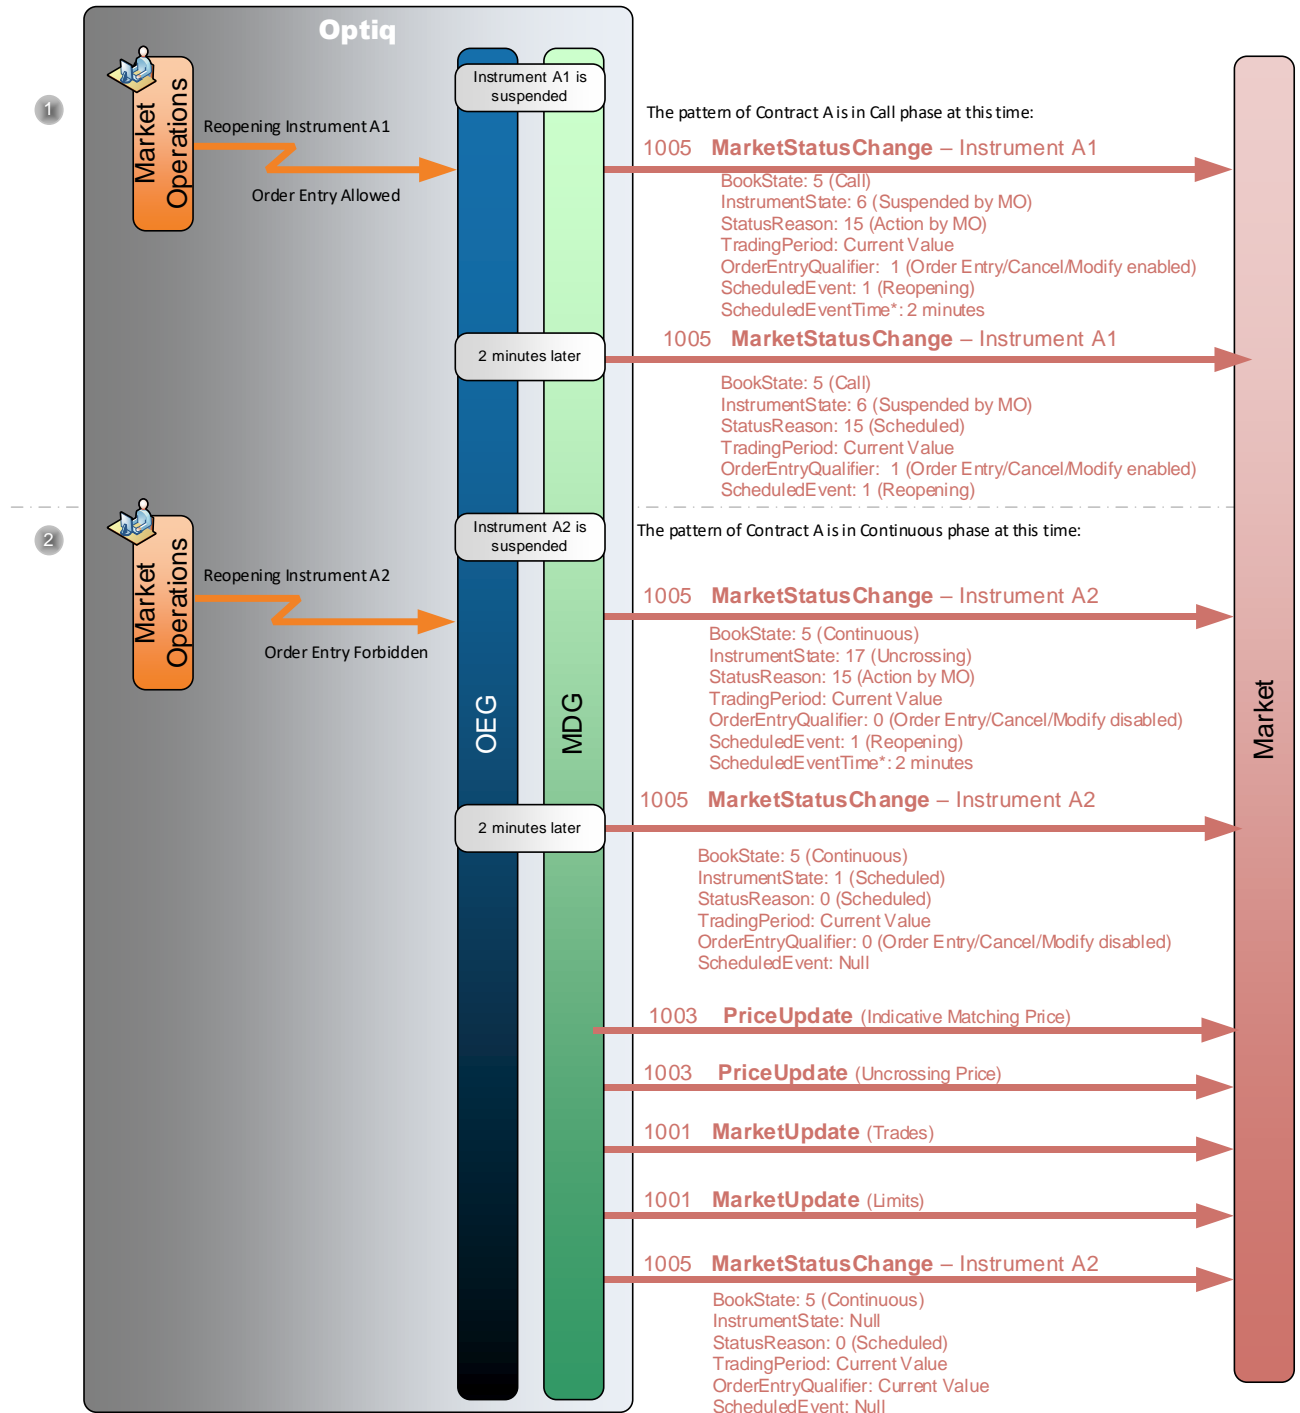 Optiq
Instrument A1 is
suspended
1
Market
Operations
Reopening Instrument A1
Order Entry Allowed
The pattern of Contract A is in Call phase at this time:
1005 MarketStatusChange – Instrument A1
BookState: 5 (Call)
InstrumentState: 6 (Suspended by MO)
StatusReason: 15 (Action by MO)
TradingPeriod: Current Value
OrderEntryQualifier: 1 (Order Entry/Cancel/Modify enabled)
ScheduledEvent: 1 (Reopening)
ScheduledEventTime*: 2 minutes
2 minutes later
1005 MarketStatusChange – Instrument A1
BookState: 5 (Call)
InstrumentState: 6 (Suspended by MO)
StatusReason: 15 (Scheduled)
TradingPeriod: Current Value
OrderEntryQualifier: 1 (Order Entry/Cancel/Modify enabled)
ScheduledEvent: 1 (Reopening)
2
Market
Operations
Instrument A2 is
suspended
Reopening Instrument A2
Order Entry Forbidden
The pattern of Contract A is in Continuous phase at this time:
1005 MarketStatusChange – Instrument A2
BookState: 5 (Continuous)
InstrumentState: 17 (Uncrossing)
StatusReason: 15 (Action by MO)
TradingPeriod: Current Value
OrderEntryQualifier: 0 (Order Entry/Cancel/Modify disabled)
ScheduledEvent: 1 (Reopening)
ScheduledEventTime*: 2 minutes
OEG
MDG
Market
2 minutes later
1005 MarketStatusChange – Instrument A2
BookState: 5 (Continuous)
InstrumentState: 1 (Scheduled)
StatusReason: 0 (Scheduled)
TradingPeriod: Current Value
OrderEntryQualifier: 0 (Order Entry/Cancel/Modify disabled)
ScheduledEvent: Null
1003 PriceUpdate (Indicative Matching Price)
1003 PriceUpdate (Uncrossing Price)
1001 MarketUpdate (Trades)
1001 MarketUpdate (Limits)
1005 MarketStatusChange – Instrument A2
BookState: 5 (Continuous)
InstrumentState: Null
StatusReason: 0 (Scheduled)
TradingPeriod: Current Value
OrderEntryQualifier: Current Value
ScheduledEvent: Null